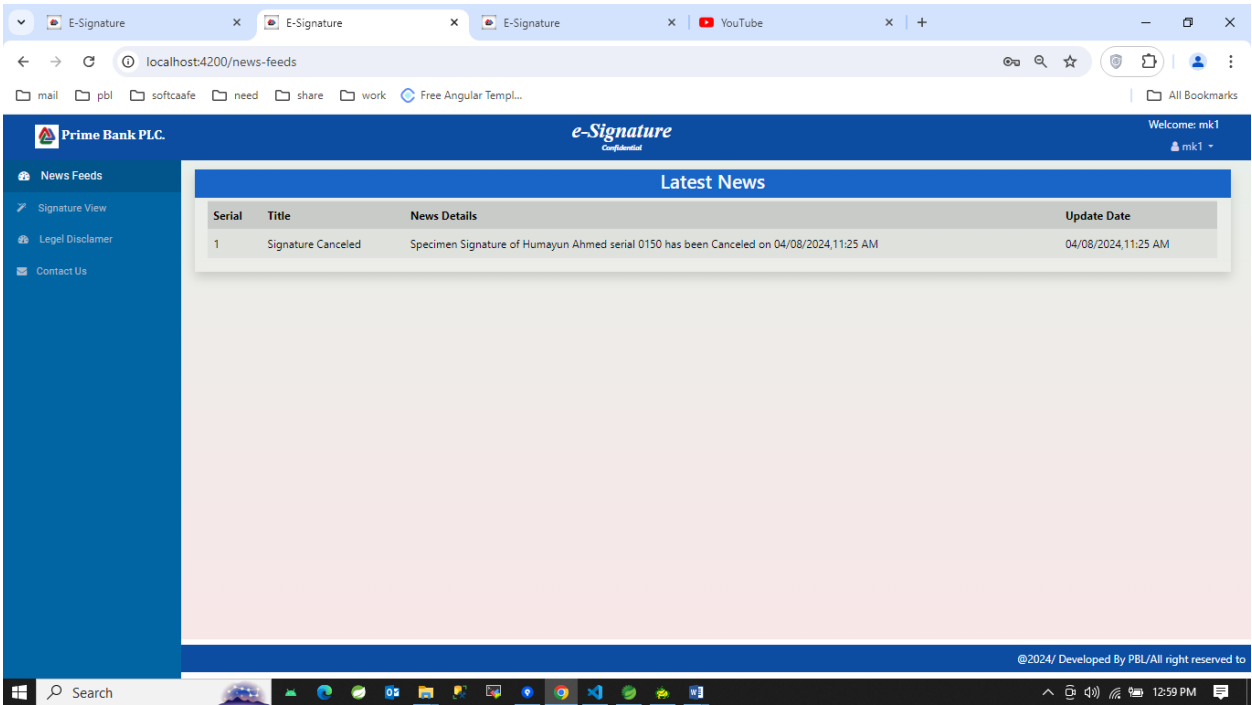 E-Signature
E-Signature
E-Signature
YouTube
localhost:4200/news-feeds
mail pbl softcaafe need share work Free Angular Templ... All Bookmarks
Prime Bank PLC.
e-Signature
Confidential
Welcome: mk1
mk1
News Feeds
Signature View
Legel Disclamer
Contact Us
Latest News
Serial Title News Details Update Date
1 Signature Canceled Specimen Signature of Humayun Ahmed serial 0150 has been Canceled on 04/08/2024,11:25 AM 04/08/2024,11:25 AM
@2024/ Developed By PBL/All right reserved to
Search
12:59 PM